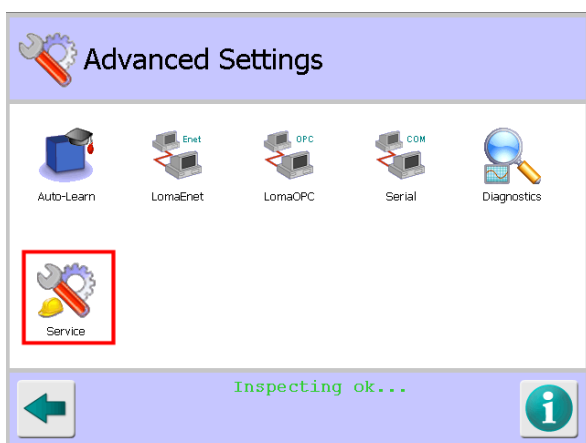 Advanced Settings
Enet
OPC
COM
Auto-Learn
LomaEnet
LomaOPC
Serial
Diagnostics
Service
Inspecting ok...